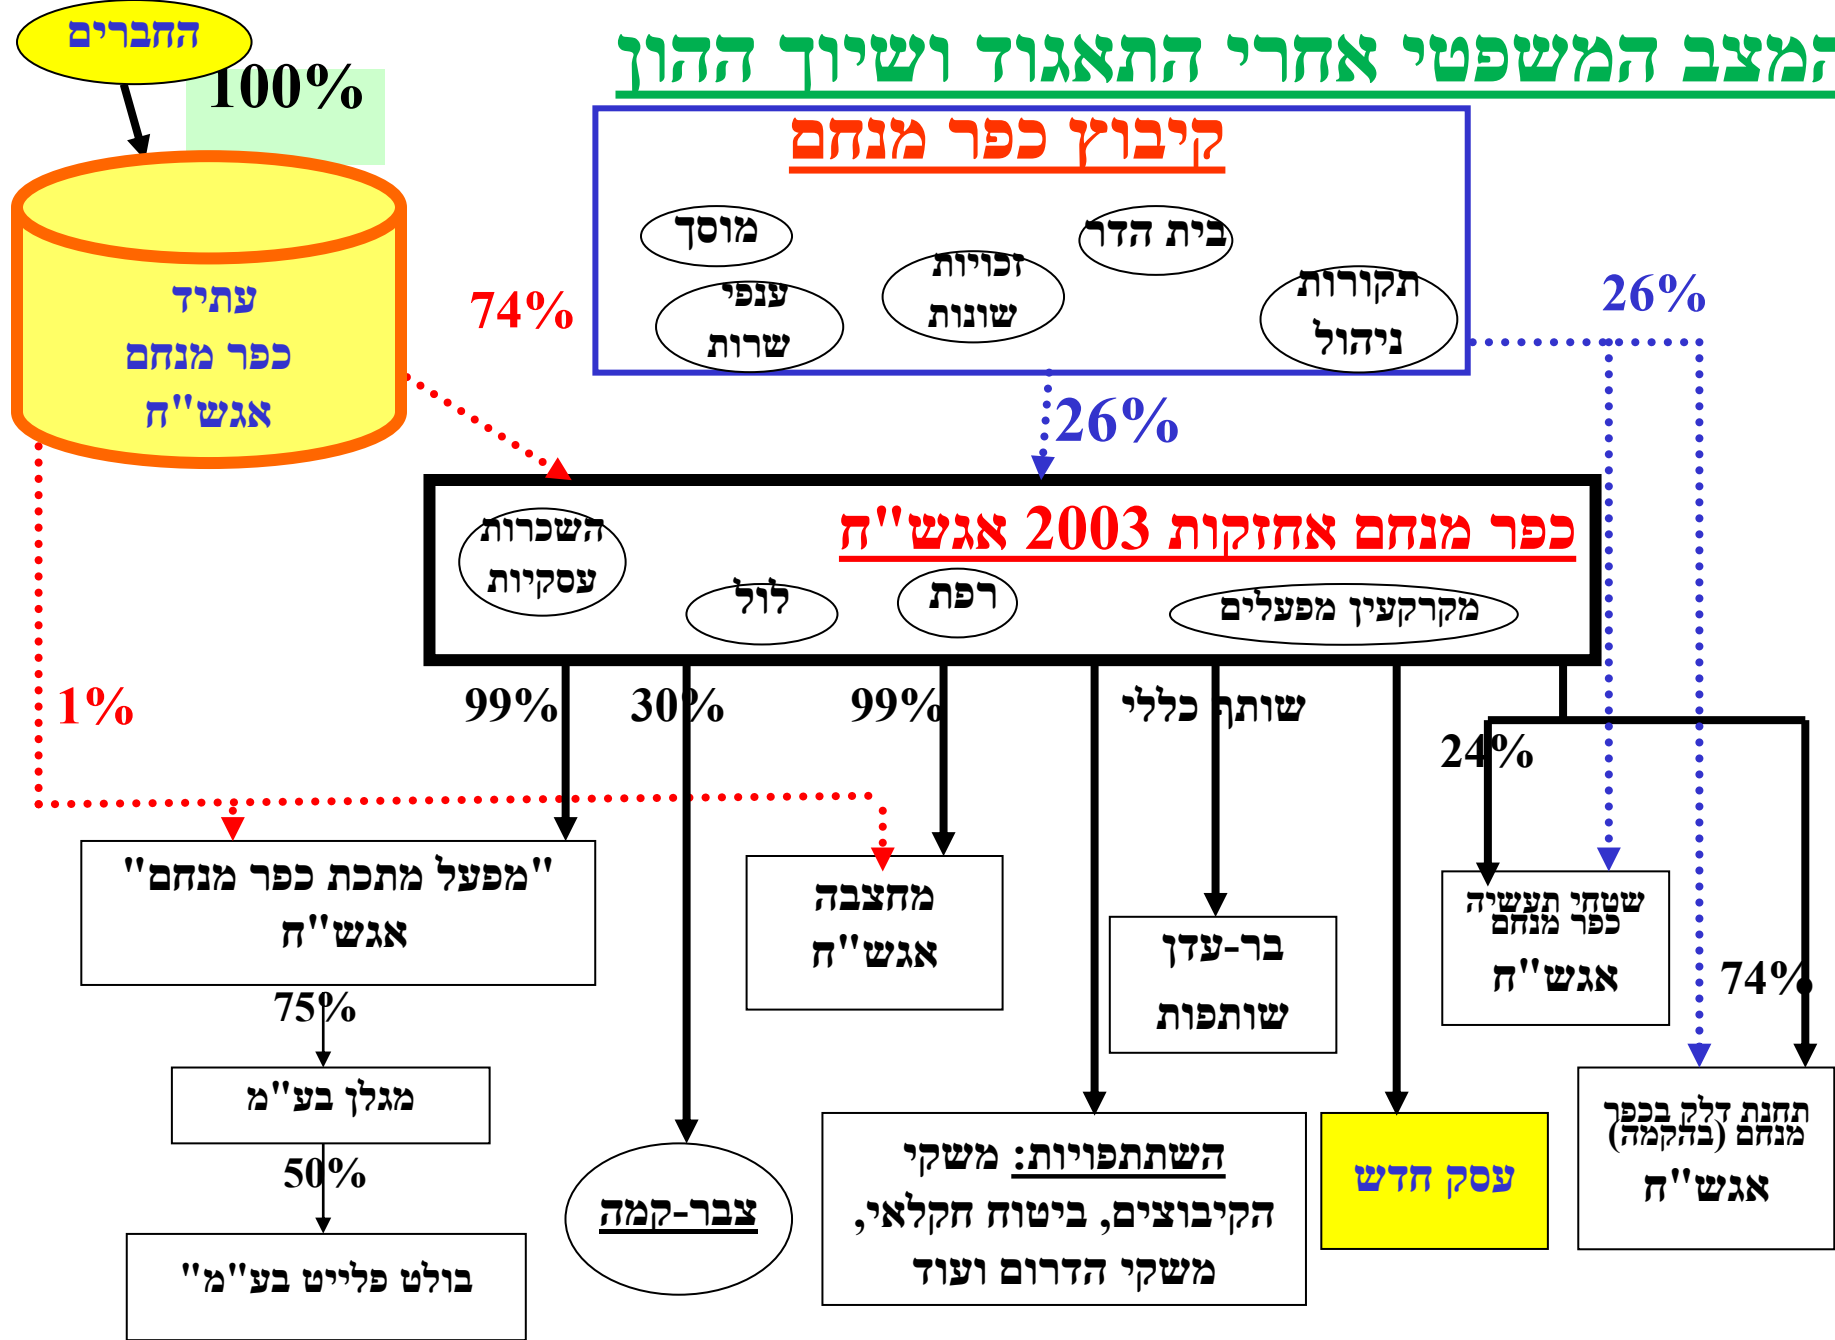 המצב המשפטי אחרי התאגוד ושיוך ההון
החברים
100%
קיבוץ כפר מנחם
מוסך
בית הדר
זכויות
שונות
ענפי
שרות
תקורות
ניהול
עתיד
כפר מנחם
אגש"ח
74%
26%
26%
כפר מנחם אחזקות 2003 אגש"ח
השכרות
עסקיות
לול
רפת
מקרקעין מפעלים
1%
99%
30%
99%
שותף כללי
24%
74%
"מפעל מתכת כפר מנחם"
אגש"ח
מחצבה
אגש"ח
בר-עדן
שותפות
שטחי תעשיה
כפר מנחם
אגש"ח
75%
מגלן בע"מ
50%
בולט פלייט בע"מ"
צבר-קמה
השתתפויות: משקי
הקיבוצים, ביטוח חקלאי,
משקי הדרום ועוד
עסק חדש
תחנת דלק בכפר
מנחם (בהקמה)
אגש"ח